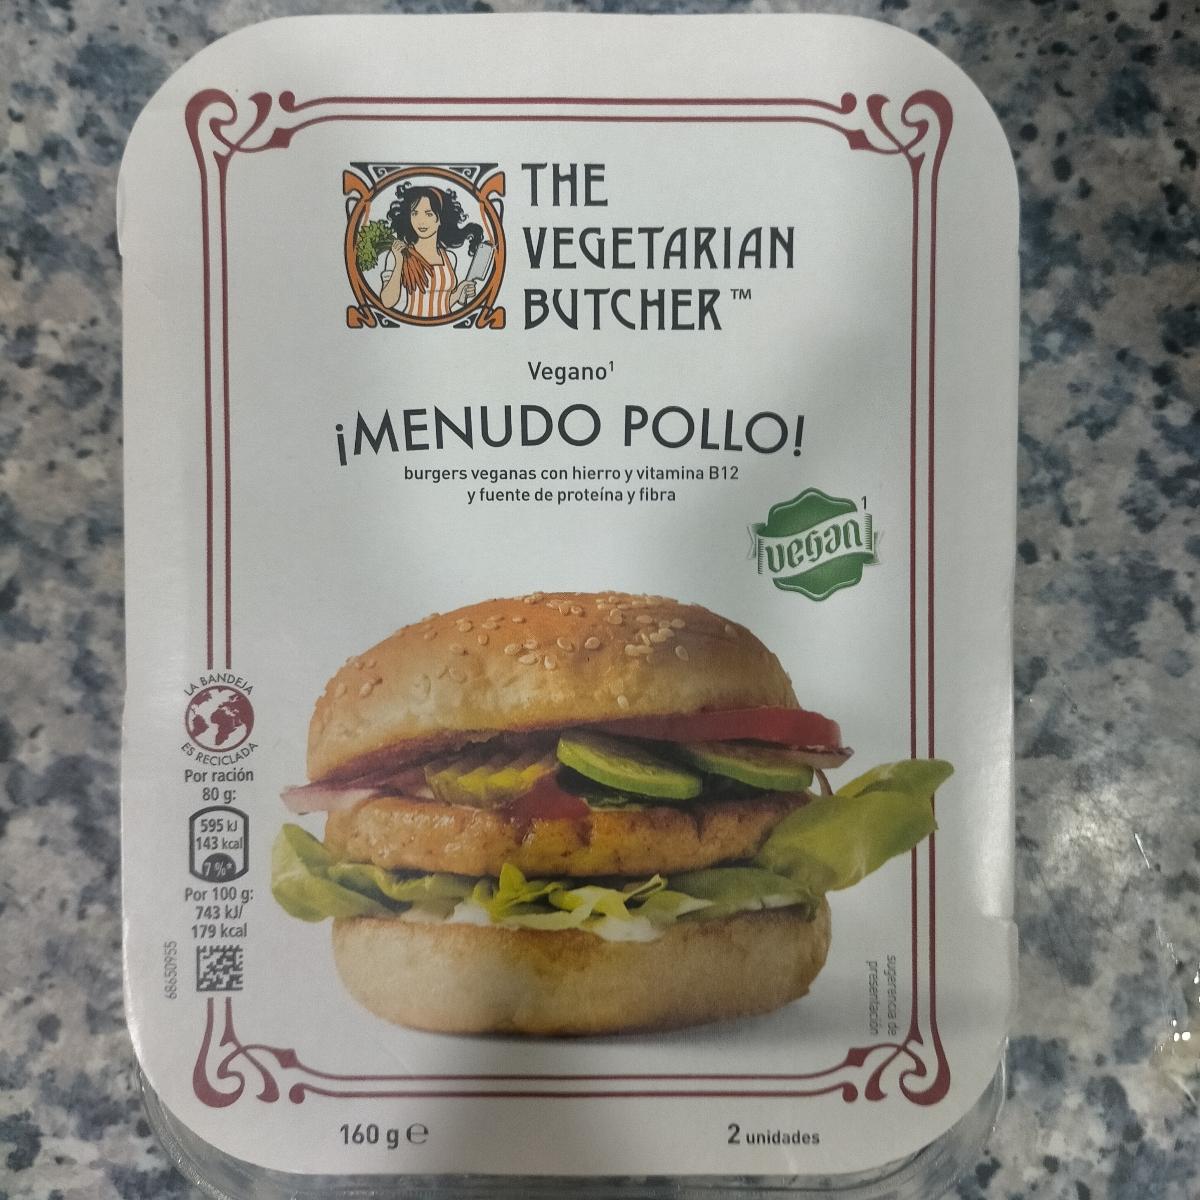 THE
VEGETARIAN
BUTCHER™
Vegano¹
¡MENUDO POLLO!
burgers veganas con hierro y vitamina B12
y fuente de proteína y fibra
vegan¹
LA BANDEJA
ES RECICLADA
Por ración
80 g:
595 kJ
143 kcal
7%*
Por 100 g:
743 kJ/
179 kcal
68650955
sugerencia de
presentación
160 g ℮
2 unidades